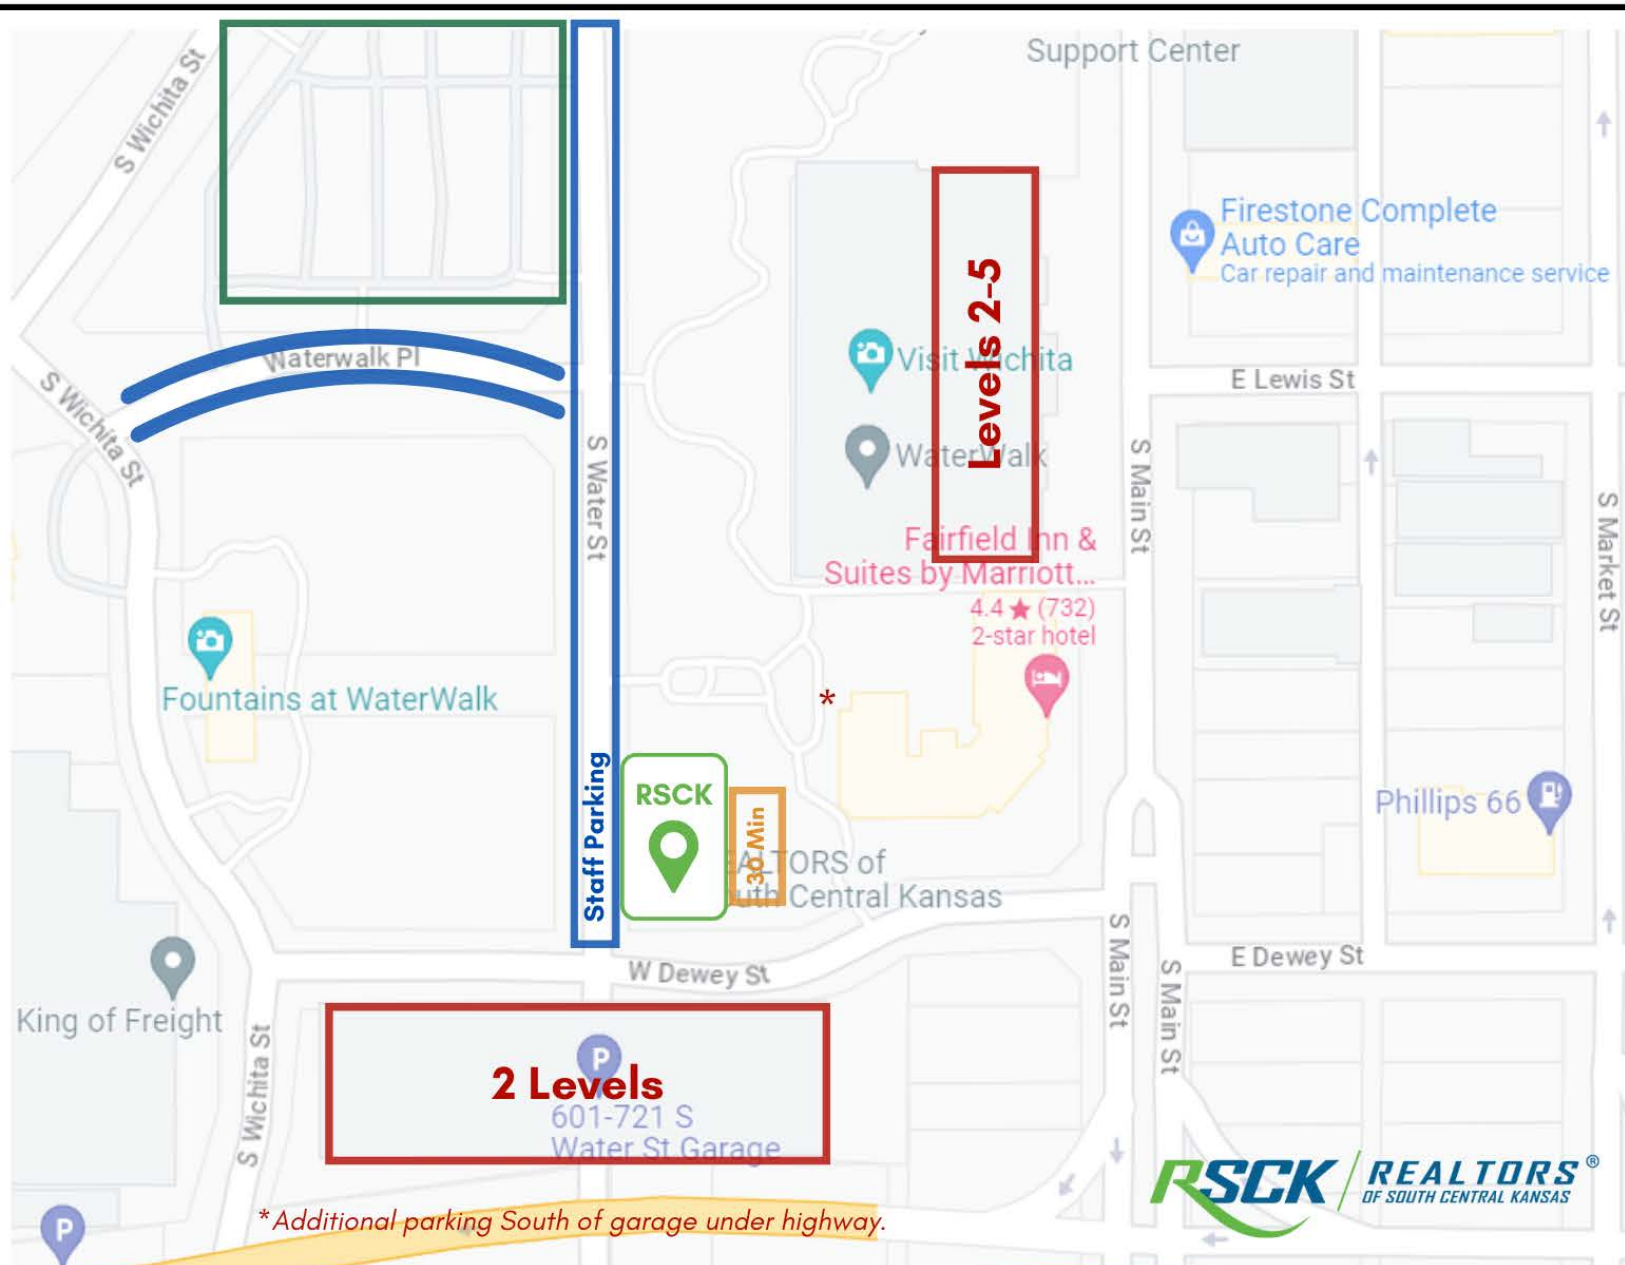 Support Center
S Wichita St
Firestone Complete
Auto Care
Car repair and maintenance service
Levels 2-5
Waterwalk Pl
Visit Wichita
E Lewis St
S Wichita St
S Water St
WaterWalk
S Main St
S Market St
Fairfield Inn &
Suites by Marriott...
4.4 ★ (732)
2-star hotel
Fountains at WaterWalk
*
Staff Parking
RSCK
30 Min
Phillips 66
EALTORS of
outh Central Kansas
S Main St
S Main St
E Dewey St
W Dewey St
King of Freight
S Wichita St
P
2 Levels
601-721 S
Water St Garage
RSCK / REALTORS®
OF SOUTH CENTRAL KANSAS
*Additional parking South of garage under highway.
P